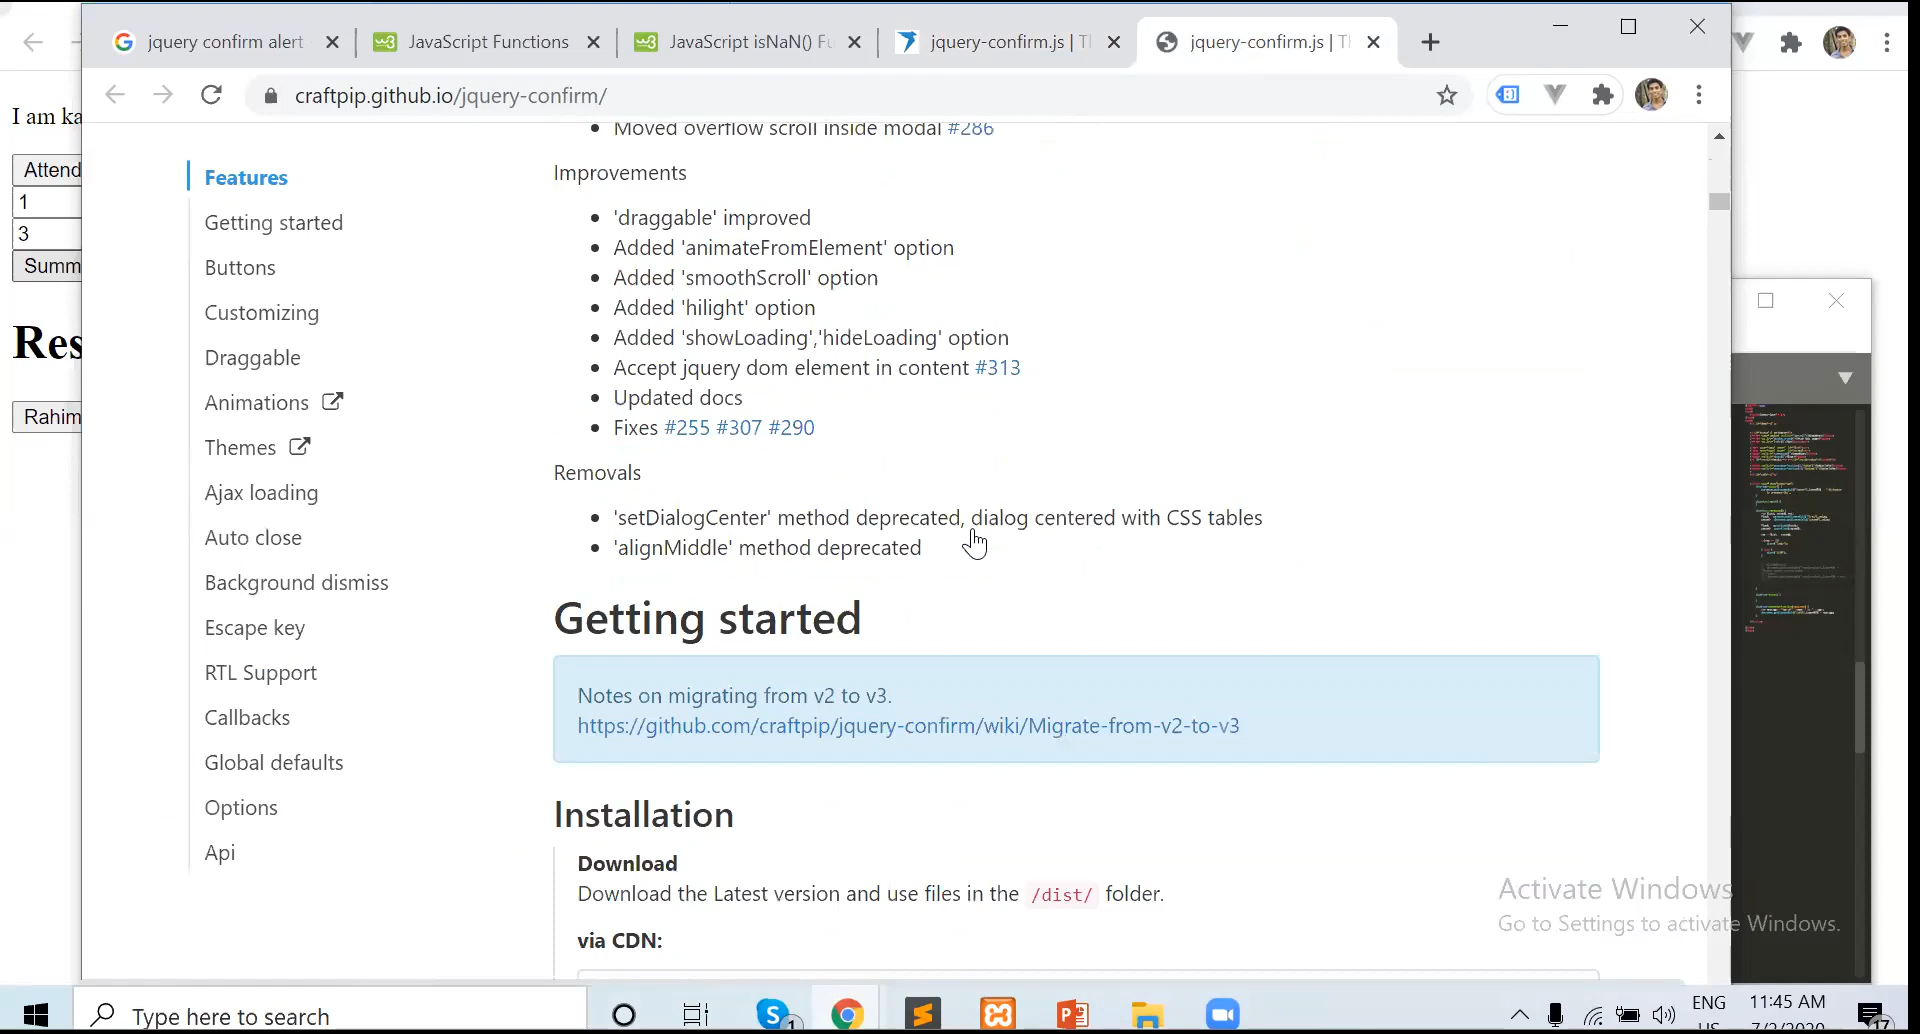 jquery confirm alert
JavaScript Functions
JavaScript isNaN() Fu
jquery-confirm.js | Th
jquery-confirm.js | Th
craftpip.github.io/jquery-confirm/
I am ka
Attend
1
3
Summ
Res
Rahim
Features
Getting started
Buttons
Customizing
Draggable
Animations
Themes
Ajax loading
Auto close
Background dismiss
Escape key
RTL Support
Callbacks
Global defaults
Options
Api
Moved overflow scroll inside modal #286
Improvements
'draggable' improved
Added 'animateFromElement' option
Added 'smoothScroll' option
Added 'hilight' option
Added 'showLoading','hideLoading' option
Accept jquery dom element in content #313
Updated docs
Fixes #255 #307 #290
Removals
'setDialogCenter' method deprecated, dialog centered with CSS tables
'alignMiddle' method deprecated
Getting started
Notes on migrating from v2 to v3.
https://github.com/craftpip/jquery-confirm/wiki/Migrate-from-v2-to-v3
Installation
Download
Download the Latest version and use files in the /dist/ folder.
via CDN:
Activate Windows
Go to Settings to activate Windows.
Type here to search
ENG
11:45 AM